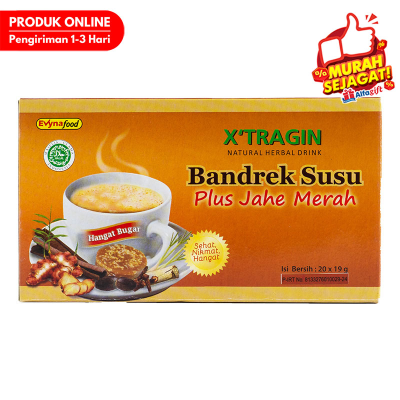 PRODUK ONLINE
Pengiriman 1-3 Hari
MURAH
SEJAGAT!
Alfagift
Evynafood
X'TRAGIN
NATURAL HERBAL DRINK
Bandrek Susu
Plus Jahe Merah
Hangat Bugar
Sehat,
Nikmat,
Hangat
Isi Bersih : 20 x 19 g